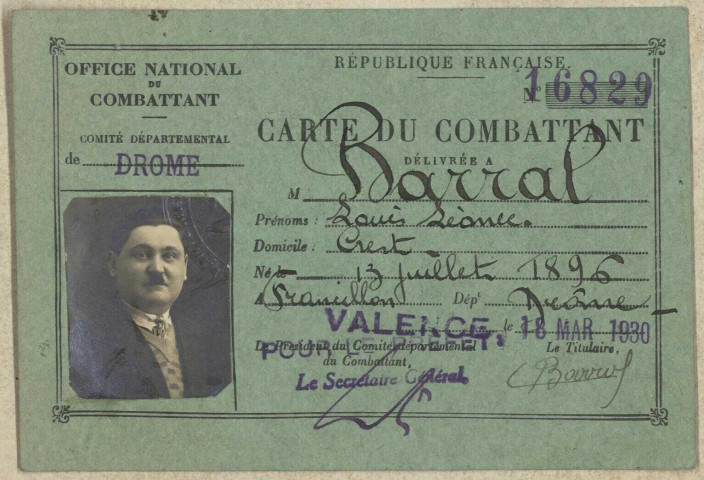 OFFICE NATIONAL
DU
COMBATTANT
COMITÉ DÉPARTEMENTAL
de DROME
RÉPUBLIQUE FRANÇAISE.
N° 16829
CARTE DU COMBATTANT
DÉLIVRÉE A
M Barral
Prénoms : Louis Léonce.
Domicile : Crest
Né le 13 juillet 1896
à Francillon Dépt Drôme
VALENCE, le 18 MAR 1930
Le Président du Comité départemental
du Combattant,
POUR LE PRÉFET,
Le Secrétaire Général.
Le Titulaire,
Barral